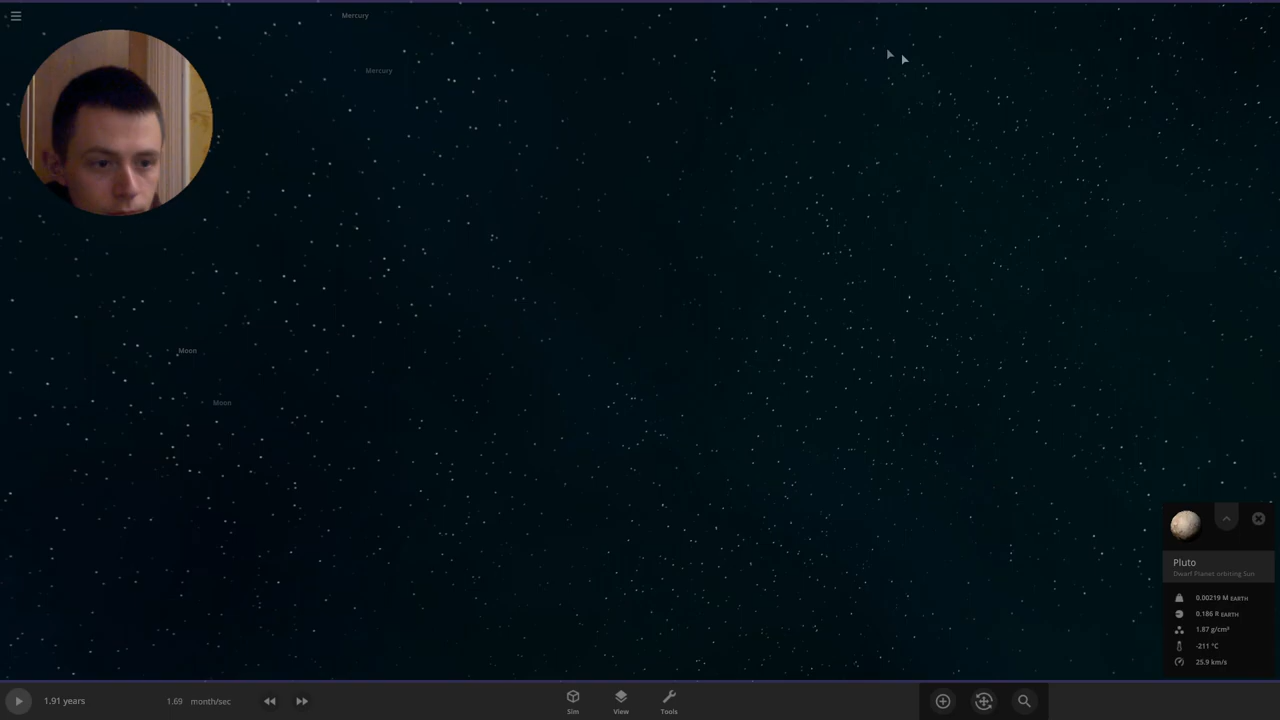 Mercury
Mercury
Moon
Moon
Pluto
Dwarf Planet orbiting Sun
0.00219 M EARTH
0.186 R EARTH
1.87 g/cm³
-211 °C
25.9 km/s
1.91 years
1.69 month/sec
Sim
View
Tools